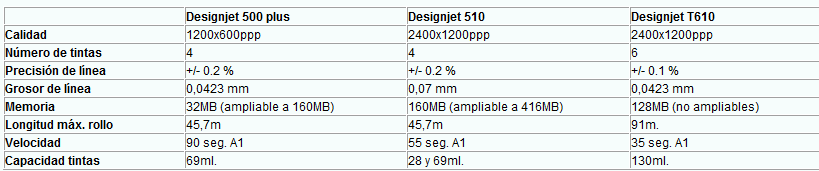 Designjet 500 plus Designjet 510 Designjet T610
Calidad 1200x600ppp 2400x1200ppp 2400x1200ppp
Número de tintas 4 4 6
Precisión de línea +/- 0.2 % +/- 0.2 % +/- 0.1 %
Grosor de línea 0,0423 mm 0,07 mm 0,0423 mm
Memoria 32MB (ampliable a 160MB) 160MB (ampliable a 416MB) 128MB (no ampliables)
Longitud máx. rollo 45,7m 45,7m 91m.
Velocidad 90 seg. A1 55 seg. A1 35 seg. A1
Capacidad tintas 69ml. 28 y 69ml. 130ml.